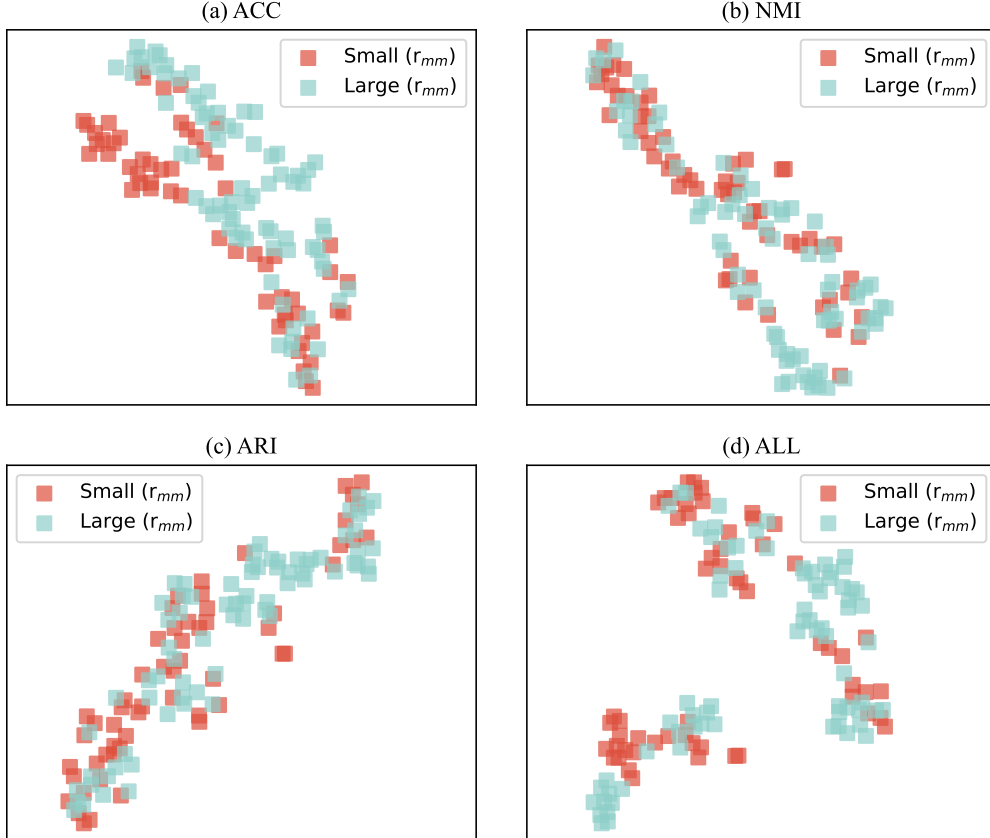 (a) ACC
Small (r_mm)
Large (r_mm)
(b) NMI
Small (r_mm)
Large (r_mm)
(c) ARI
Small (r_mm)
Large (r_mm)
(d) ALL
Small (r_mm)
Large (r_mm)